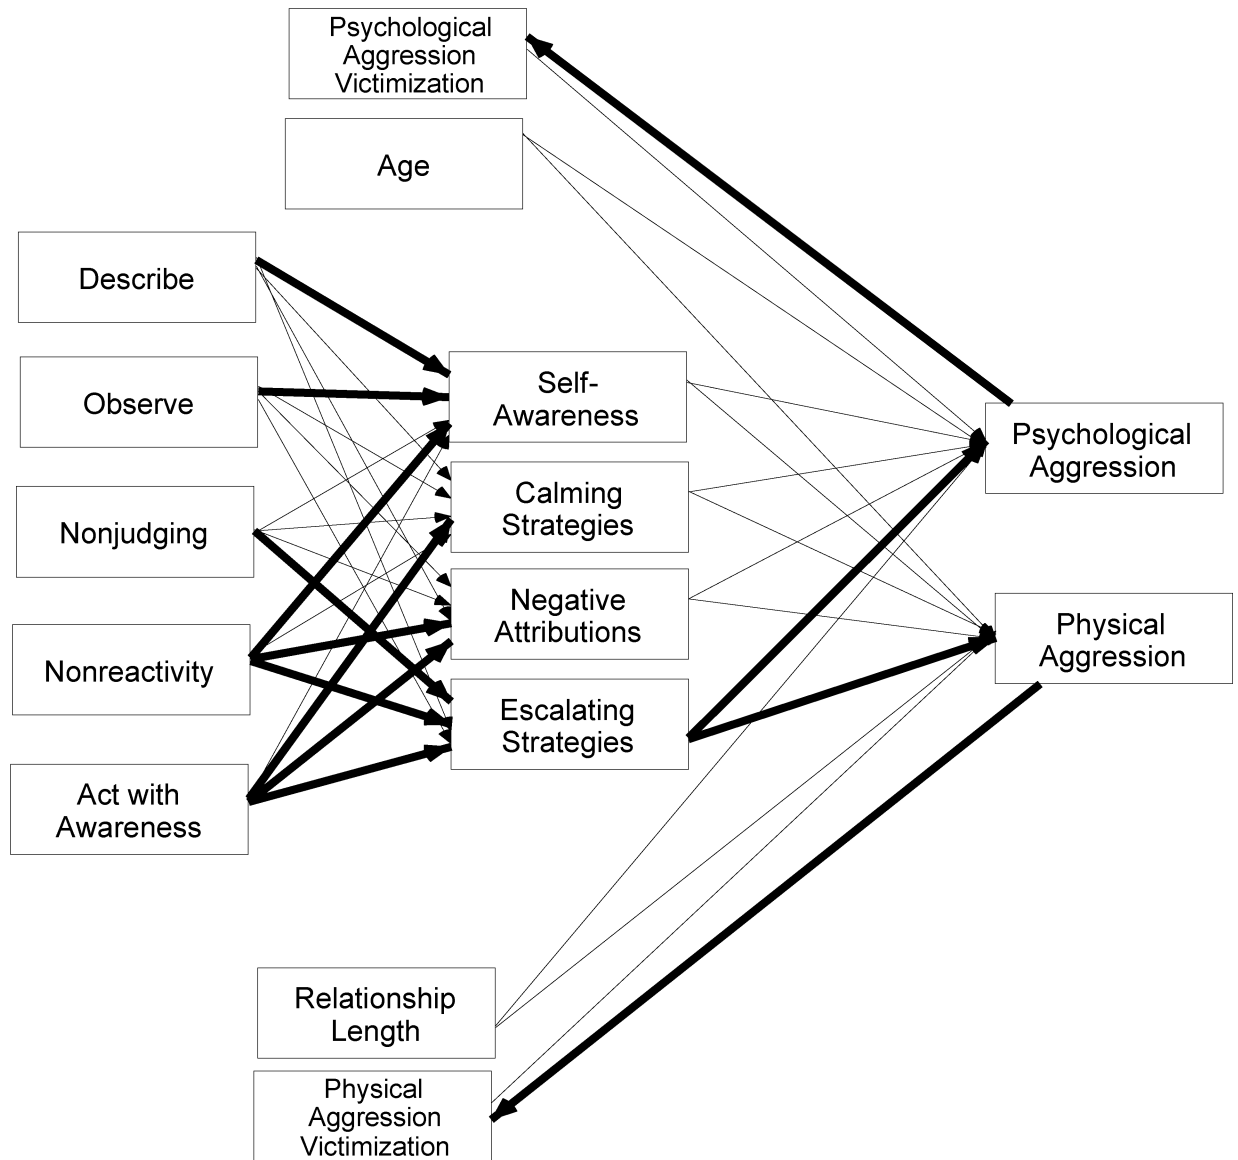 Psychological
Aggression
Victimization
Age
Describe
Observe
Nonjudging
Nonreactivity
Act with
Awareness
Self-
Awareness
Calming
Strategies
Negative
Attributions
Escalating
Strategies
Psychological
Aggression
Physical
Aggression
Relationship
Length
Physical
Aggression
Victimization